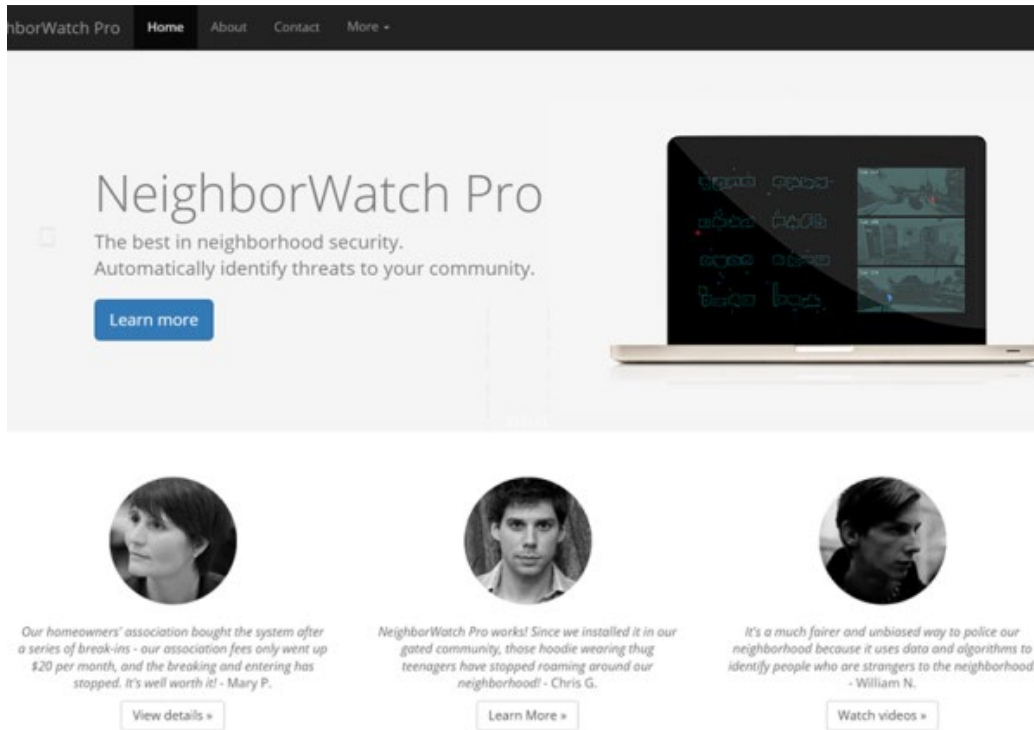 hborWatch Pro Home About Contact More
NeighborWatch Pro
The best in neighborhood security.
Automatically identify threats to your community.
Learn more
Our homeowners' association bought the system after
a series of break-ins - our association fees only went up
$20 per month, and the breaking and entering has
stopped. It's well worth it! - Mary P.
View details »
NeighborWatch Pro works! Since we installed it in our
gated community, those hoodie wearing thug
teenagers have stopped roaming around our
neighborhood! - Chris G.
Learn More »
It's a much fairer and unbiased way to police our
neighborhood because it uses data and algorithms to
identify people who are strangers to the neighborhood
- William N.
Watch videos »